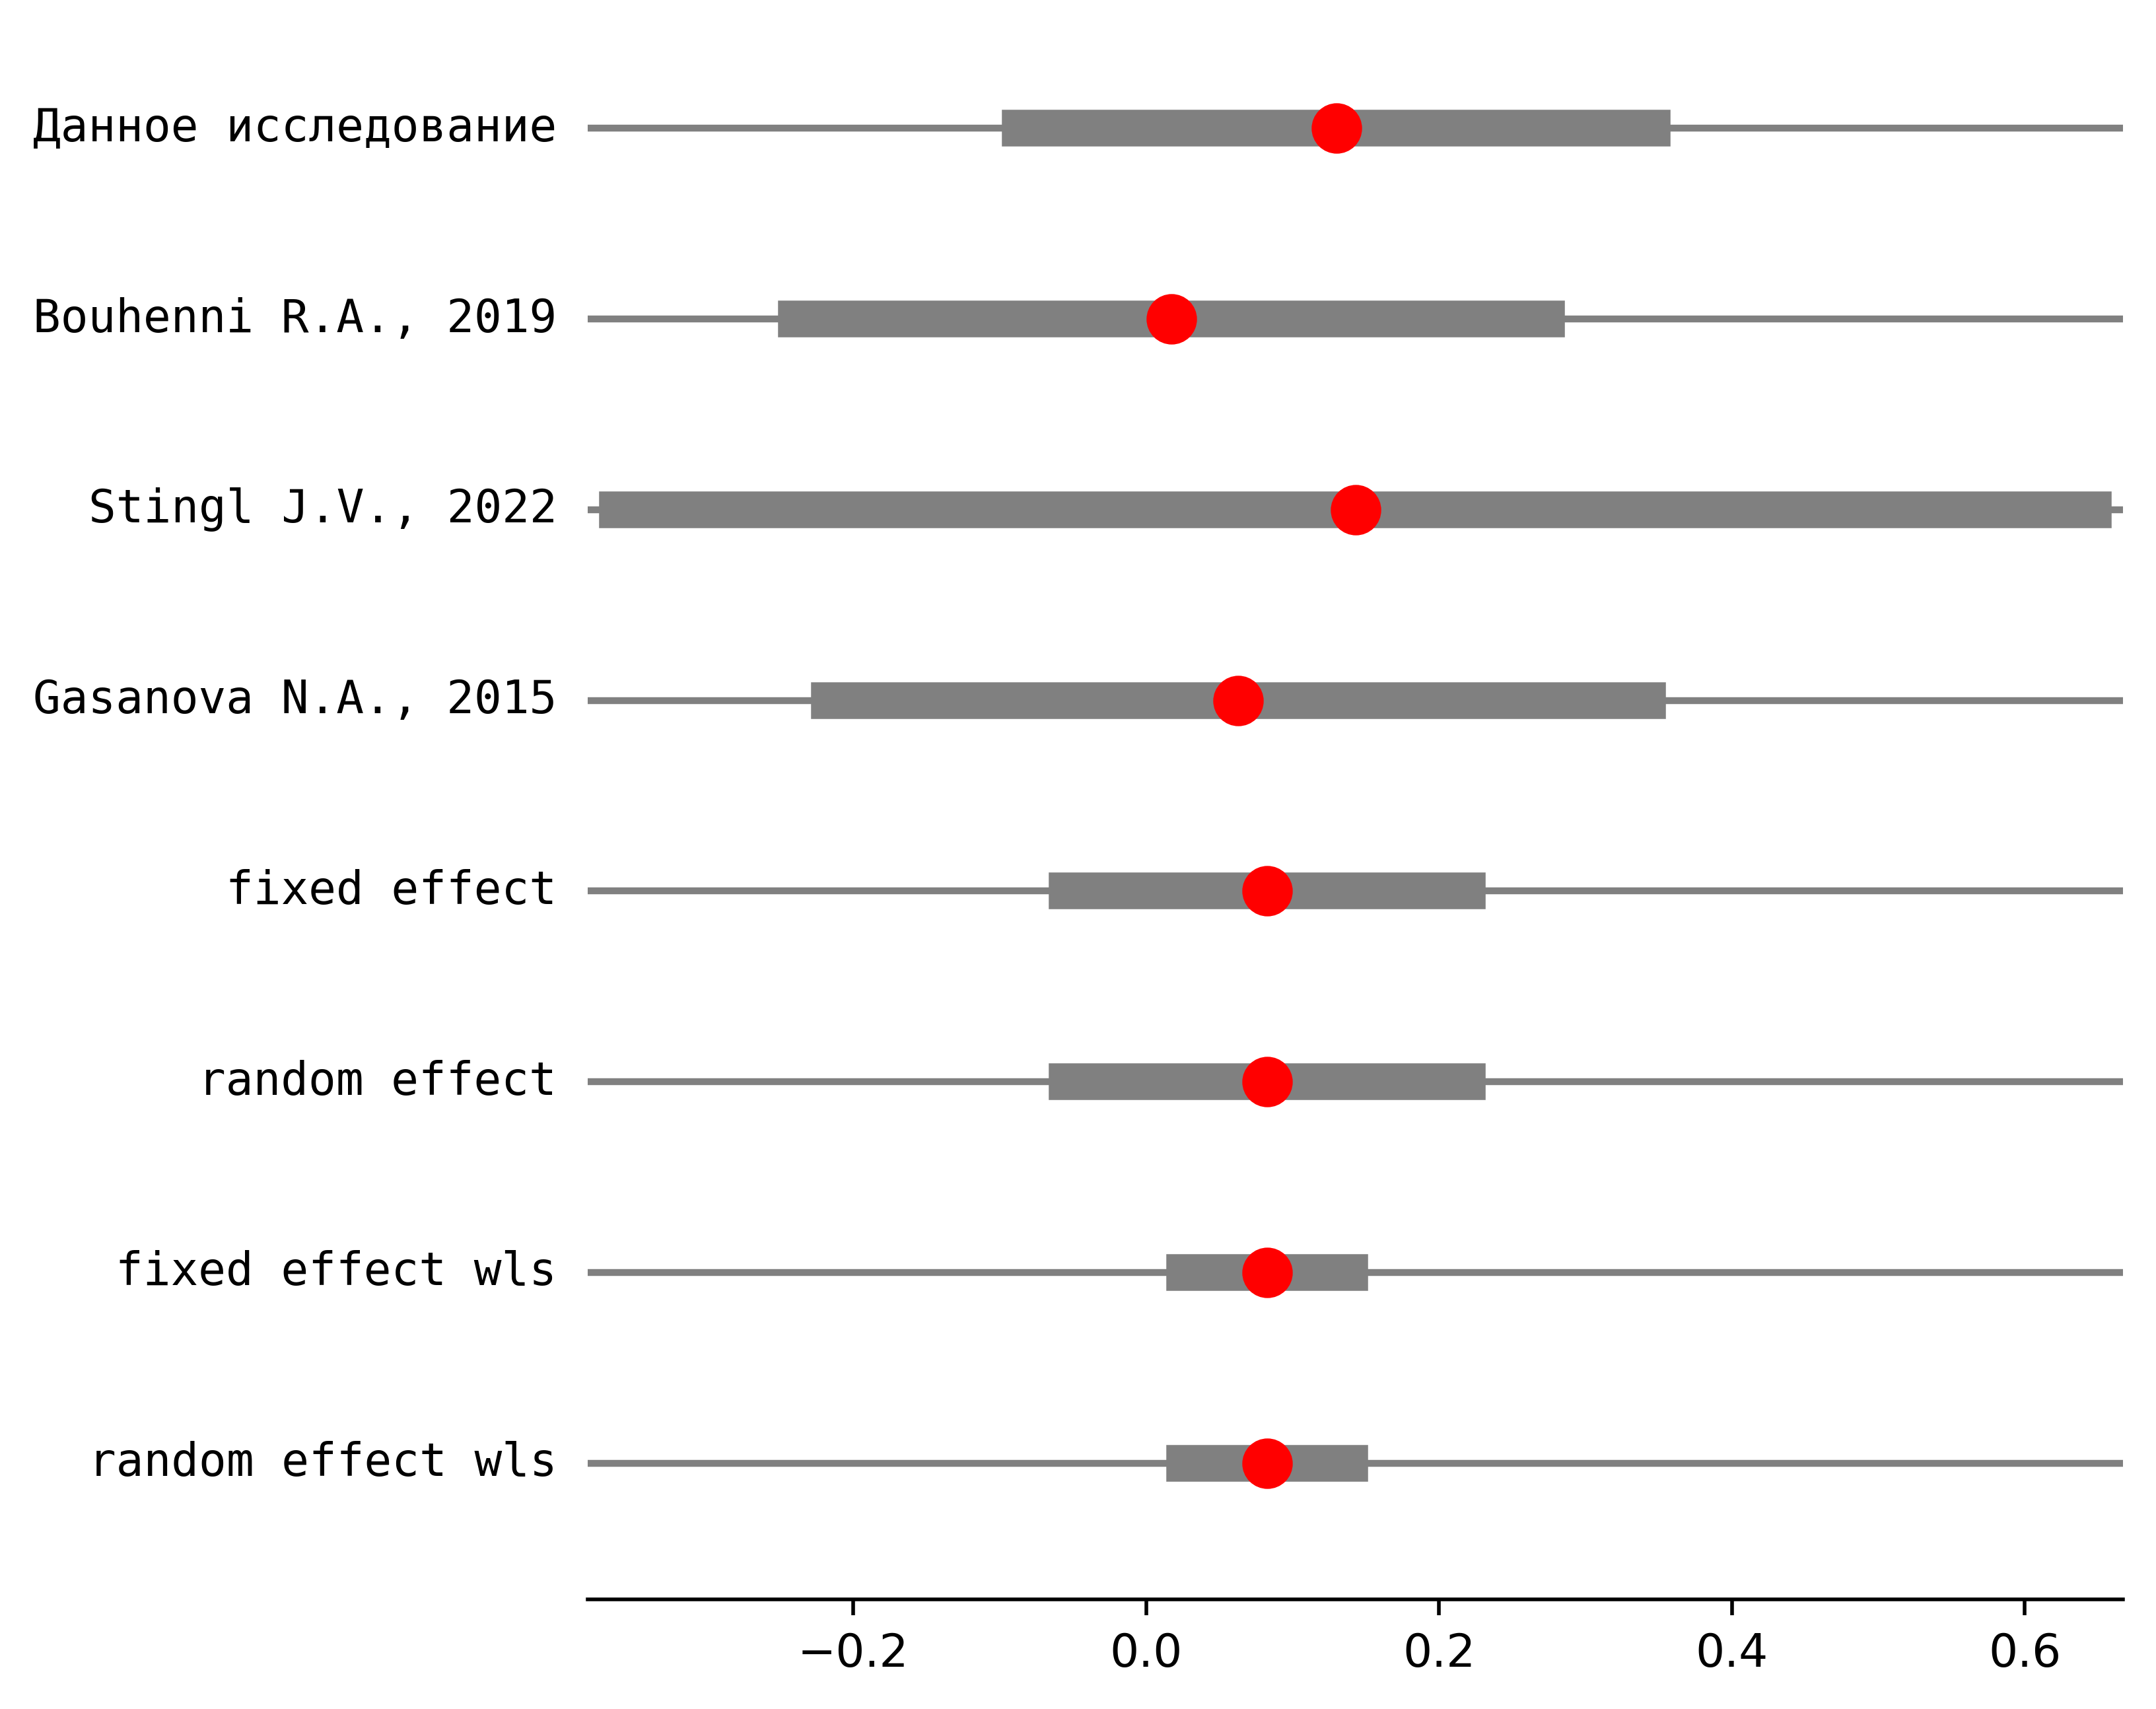 Данное исследование
Bouhenni R.A., 2019
Stingl J.V., 2022
Gasanova N.A., 2015
fixed effect
random effect
fixed effect wls
random effect wls
−0.2 0.0 0.2 0.4 0.6